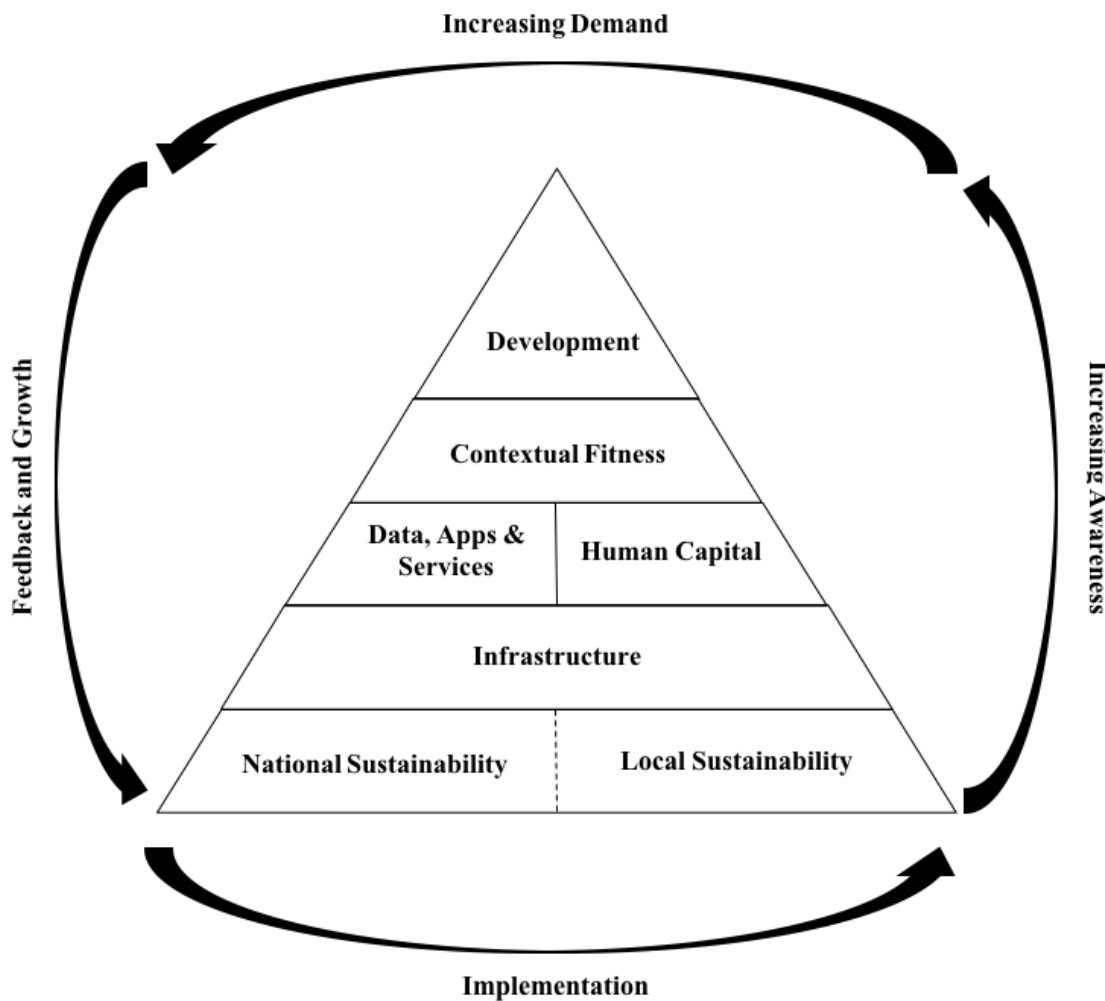 Increasing Demand
Development
Contextual Fitness
Data, Apps &
Services
Human Capital
Infrastructure
National Sustainability
Local Sustainability
Feedback and Growth
Increasing Awareness
Implementation